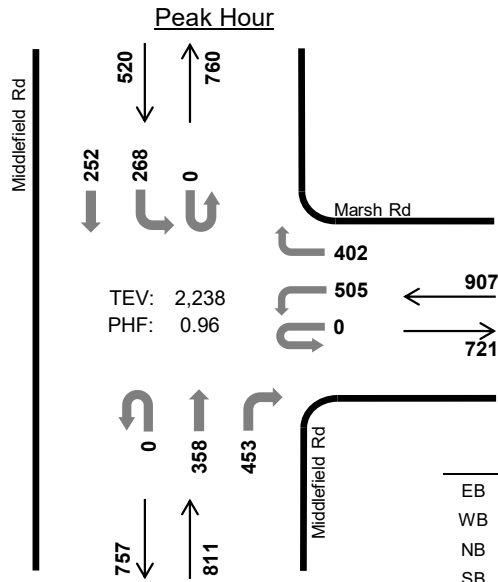 Peak Hour
Middlefield Rd
520
760
252
268
0
Marsh Rd
402
505
907
0
721
TEV: 2,238
PHF: 0.96
0
358
453
Middlefield Rd
757
811
EB
WB
NB
SB